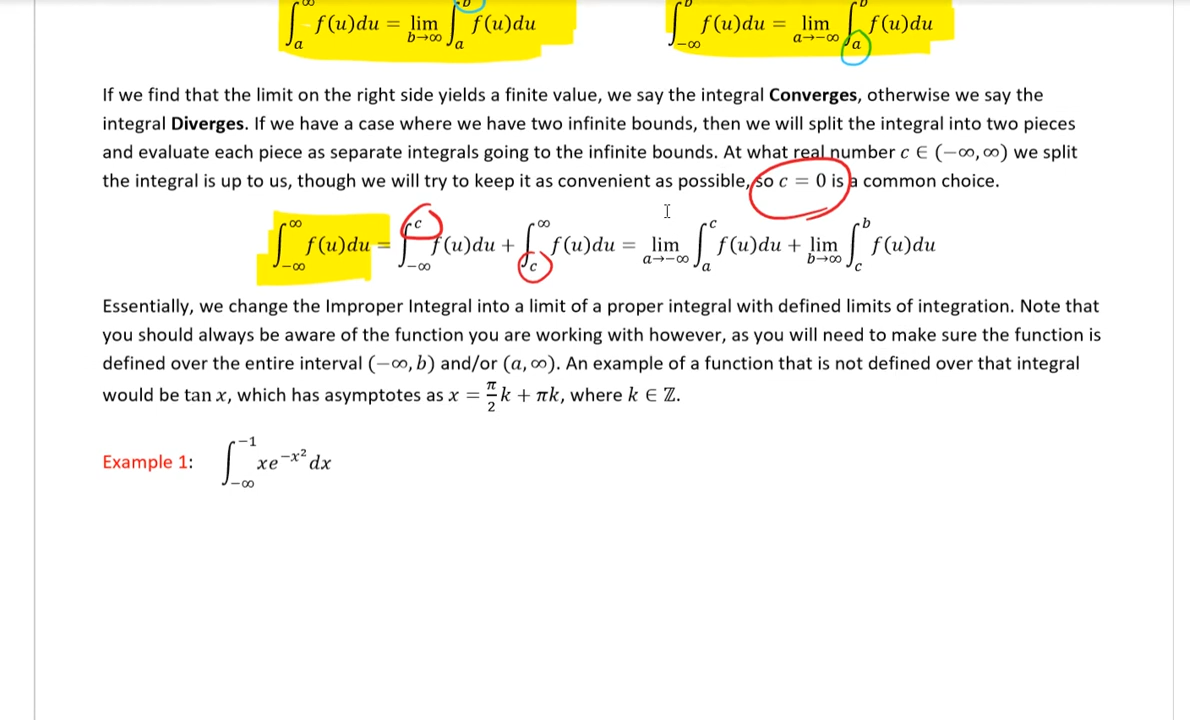 ∫_a^∞ f(u)du = lim_{b→∞} ∫_a^b f(u)du    ∫_{−∞}^b f(u)du = lim_{a→−∞} ∫_a^b f(u)du
If we find that the limit on the right side yields a finite value, we say the integral Converges, otherwise we say the
integral Diverges. If we have a case where we have two infinite bounds, then we will split the integral into two pieces
and evaluate each piece as separate integrals going to the infinite bounds. At what real number c ∈ (−∞, ∞) we split
the integral is up to us, though we will try to keep it as convenient as possible, so c = 0 is a common choice.
∫_{−∞}^∞ f(u)du = ∫_{−∞}^c f(u)du + ∫_c^∞ f(u)du = lim_{a→−∞} ∫_a^c f(u)du + lim_{b→∞} ∫_c^b f(u)du
Essentially, we change the Improper Integral into a limit of a proper integral with defined limits of integration. Note that
you should always be aware of the function you are working with however, as you will need to make sure the function is
defined over the entire interval (−∞, b) and/or (a, ∞). An example of a function that is not defined over that integral
would be tan x, which has asymptotes as x = π/2 k + πk, where k ∈ ℤ.
Example 1: ∫_{−∞}^{−1} xe^{−x²} dx